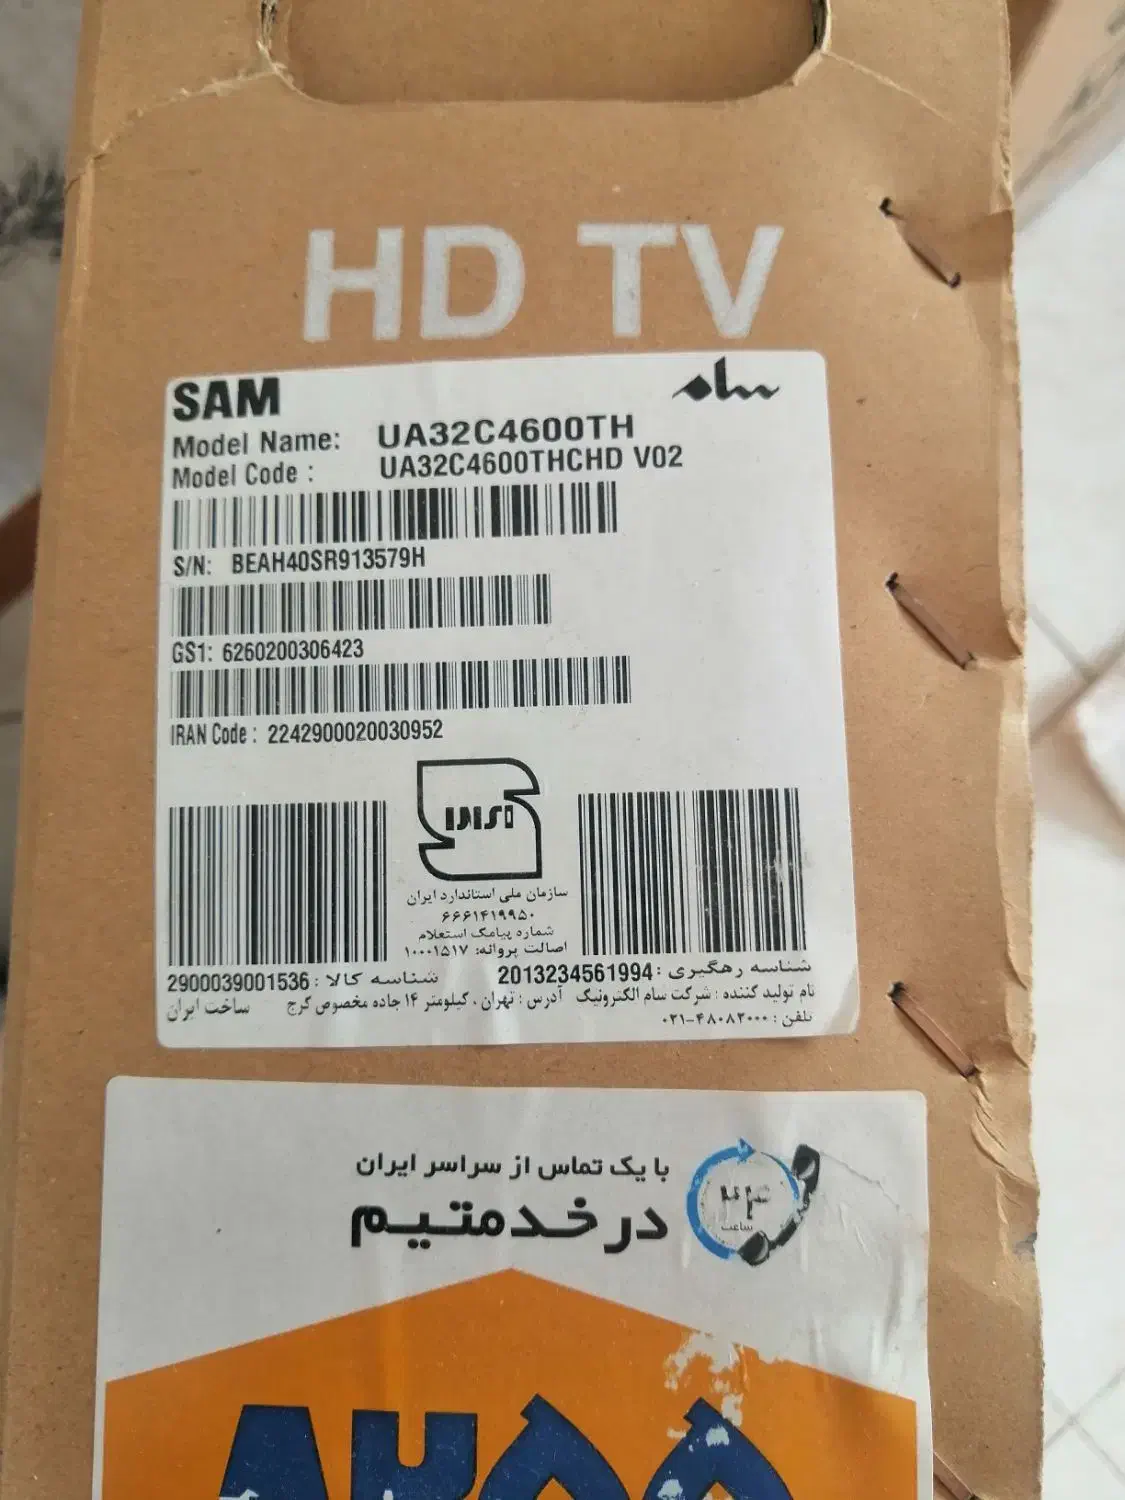 HD TV
SAM سام
Model Name: UA32C4600TH
Model Code : UA32C4600THCHD V02
S/N: BEAH40SR913579H
GS1: 6260200306423
IRAN Code : 2242900020030952
سازمان ملی استاندارد ایران
۶۶۶۱۴۱۹۹۵۰
شماره پیامک استعلام
اصالت پروانه: ۱۰۰۰۱۵۱۷
شناسه رهگیری : 2013234561994
شناسه کالا : 2900039001536
نام تولید کننده : شرکت سام الکترونیک آدرس : تهران ، کیلومتر ۱۴ جاده مخصوص کرج ساخت ایران
تلفن : ۴۸۰۸۲۰۰۰-۰۲۱
با یک تماس از سراسر ایران
در خدمتیم
۲۴
ساعت
۸۲۵۵